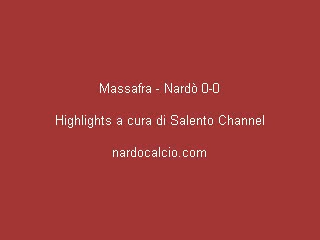 Massafra - Nardò 0-0
Highlights a cura di Salento Channel
nardocalcio.com